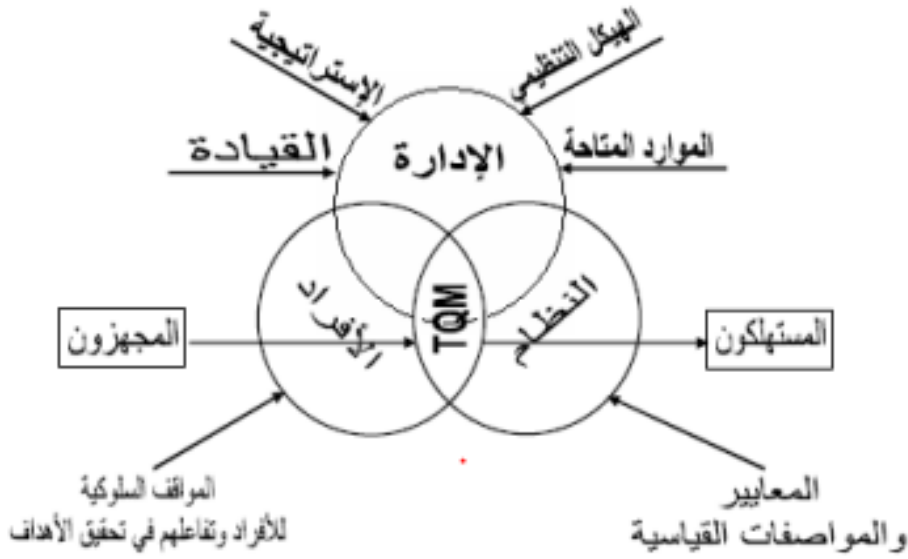 الهيكل التنظيمي
الإستراتيجية
الموارد المتاحة
القيادة
الإدارة
النظام
الأفراد
TQM
المستهلكون
المجهزون
المعايير
والمواصفات القياسية
المواقف السلوكية
للأفراد وتفاعلهم في تحقيق الأهداف